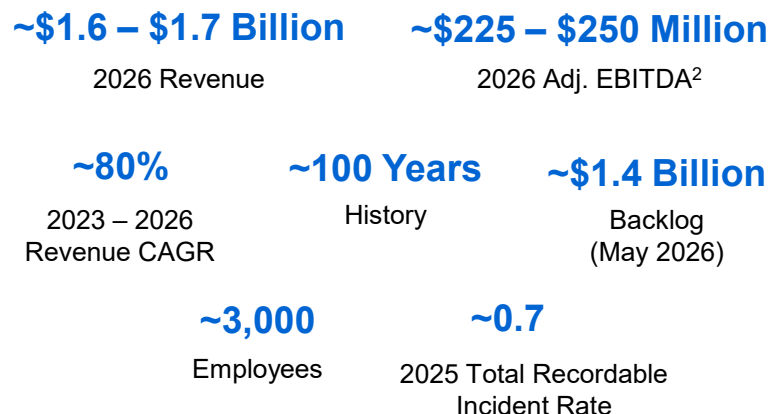 ~$1.6 – $1.7 Billion
2026 Revenue
~$225 – $250 Million
2026 Adj. EBITDA²
~80%
2023 – 2026
Revenue CAGR
~100 Years
History
~$1.4 Billion
Backlog
(May 2026)
~3,000
Employees
~0.7
2025 Total Recordable
Incident Rate